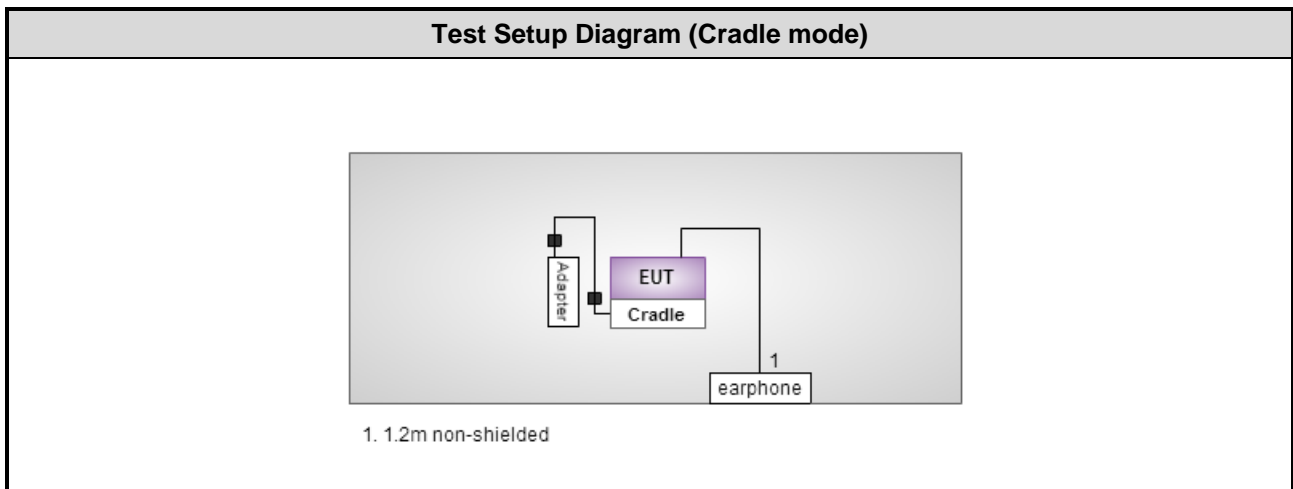 Test Setup Diagram (Cradle mode)
Adapter
EUT
Cradle
1
earphone
1. 1.2m non-shielded